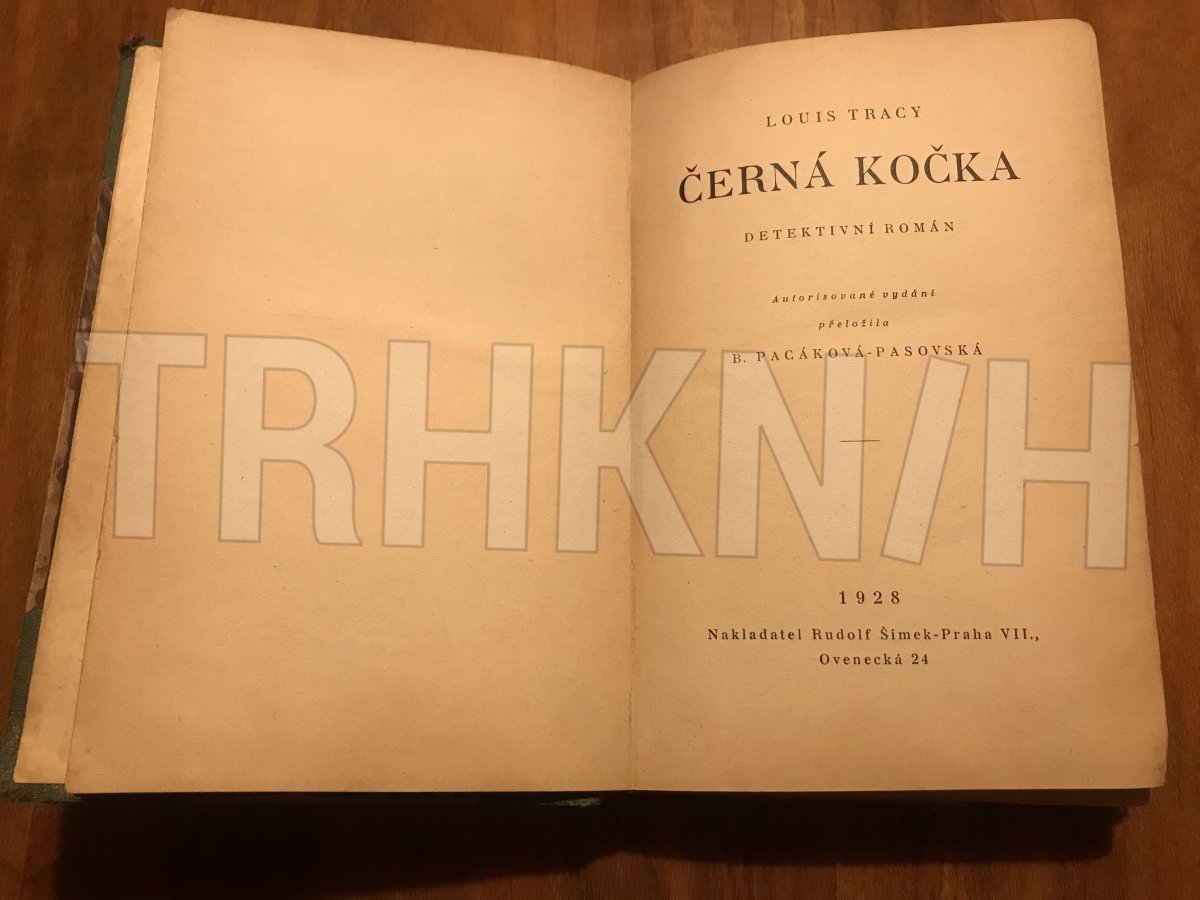 LOUIS TRACY
ČERNÁ KOČKA
DETEKTIVNÍ ROMÁN
Autorisované vydání
přeložila
B. PACÁKOVÁ-PASOVSKÁ
TRHKN/H
1928
Nakladatel Rudolf Šimek-Praha VII.,
Ovenecká 24